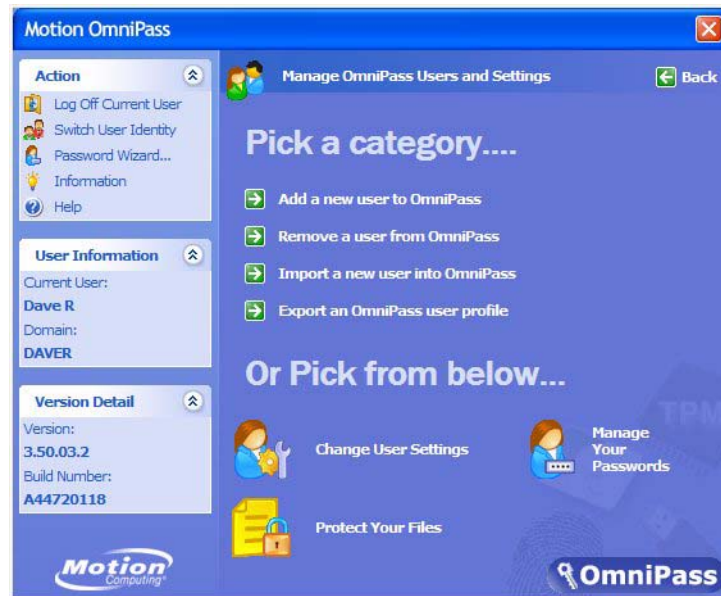 Motion OmniPass
Action
Log Off Current User
Switch User Identity
Password Wizard...
Information
Help
User Information
Current User:
Dave R
Domain:
DAVER
Version Detail
Version:
3.50.03.2
Build Number:
A44720118
Motion
Computing®
Manage OmniPass Users and Settings
Back
Pick a category....
Add a new user to OmniPass
Remove a user from OmniPass
Import a new user into OmniPass
Export an OmniPass user profile
Or Pick from below...
Change User Settings
Manage
Your
Passwords
Protect Your Files
TPM
OmniPass